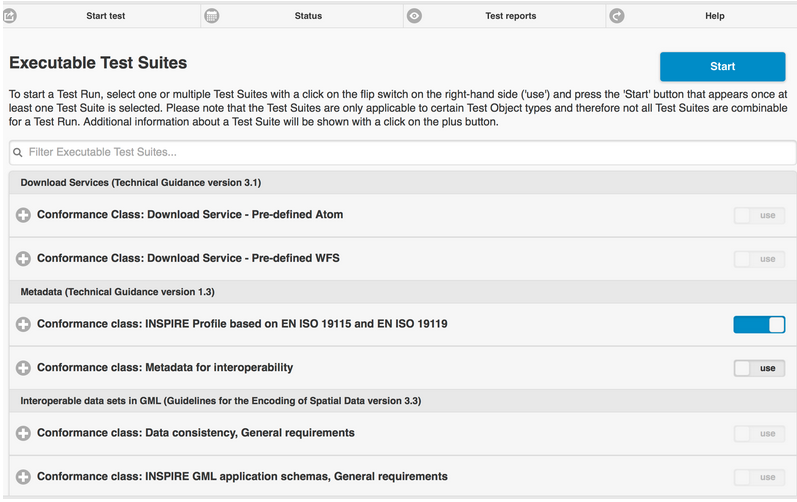 Start test
Status
Test reports
Help
Executable Test Suites
Start
To start a Test Run, select one or multiple Test Suites with a click on the flip switch on the right-hand side ('use') and press the 'Start' button that appears once at
least one Test Suite is selected. Please note that the Test Suites are only applicable to certain Test Object types and therefore not all Test Suites are combinable
for a Test Run. Additional information about a Test Suite will be shown with a click on the plus button.
Filter Executable Test Suites...
Download Services (Technical Guidance version 3.1)
Conformance Class: Download Service - Pre-defined Atom
use
Conformance Class: Download Service - Pre-defined WFS
use
Metadata (Technical Guidance version 1.3)
Conformance class: INSPIRE Profile based on EN ISO 19115 and EN ISO 19119
Conformance class: Metadata for interoperability
use
Interoperable data sets in GML (Guidelines for the Encoding of Spatial Data version 3.3)
Conformance class: Data consistency, General requirements
use
Conformance class: INSPIRE GML application schemas, General requirements
use